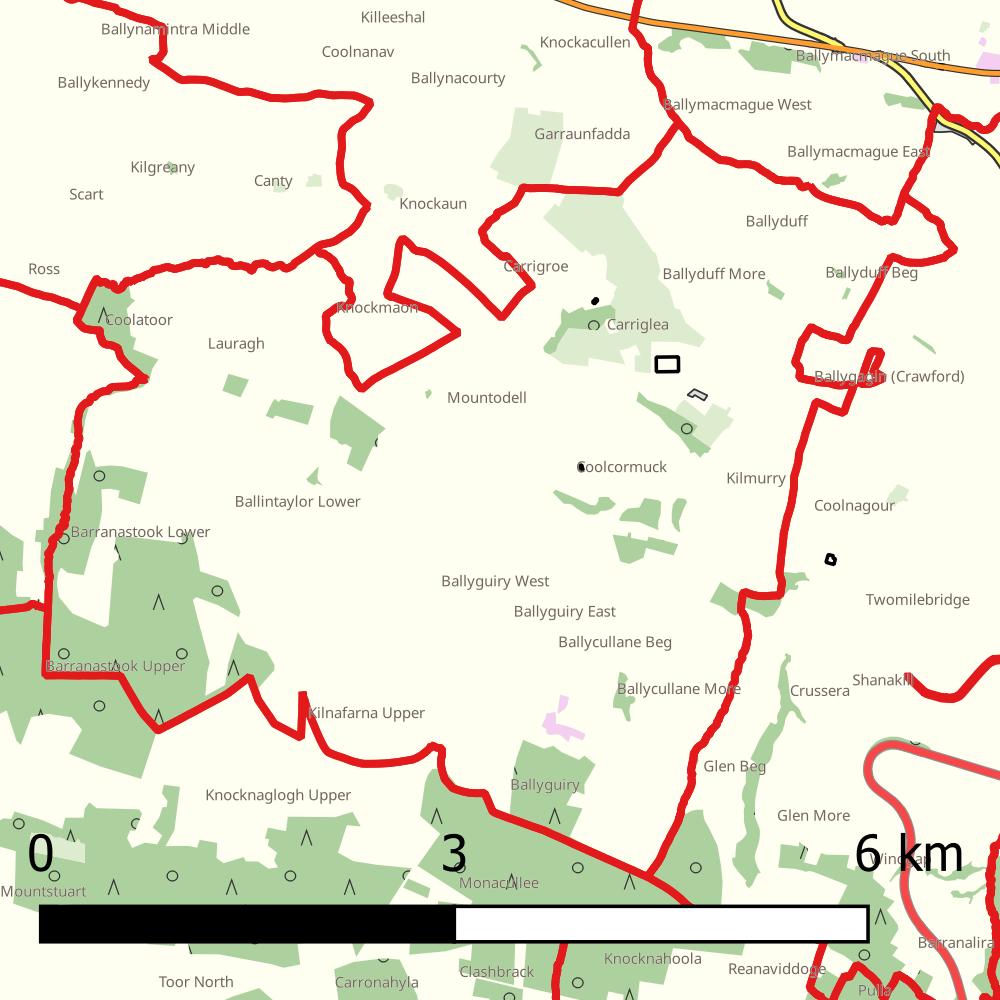 Killeeshal
Ballynamintra Middle
Knockacullen
Coolnanav
Ballymacmague South
Ballynacourty
Ballykennedy
Ballymacmague West
Garraunfadda
Ballymacmague East
Kilgreany
Canty
Scart
Knockaun
Ballyduff
Carrigroe
Ross
Ballyduff More
Ballyduff Beg
Knockmaon
Coolatoor
Carriglea
Lauragh
Ballygagin (Crawford)
Mountodell
Coolcormuck
Kilmurry
Ballintaylor Lower
Coolnagour
Barranastook Lower
Ballyguiry West
Twomilebridge
Ballyguiry East
Ballycullane Beg
Barranastook Upper
Shanakill
Ballycullane More
Crussera
Kilnafarna Upper
Glen Beg
Ballyguiry
Knocknaglogh Upper
Glen More
0
3
6 km
Monacullee
Mountstuart
Barranalira
Knocknahoola
Reanaviddoge
Clashbrack
Toor North
Carronahyla
Pulla